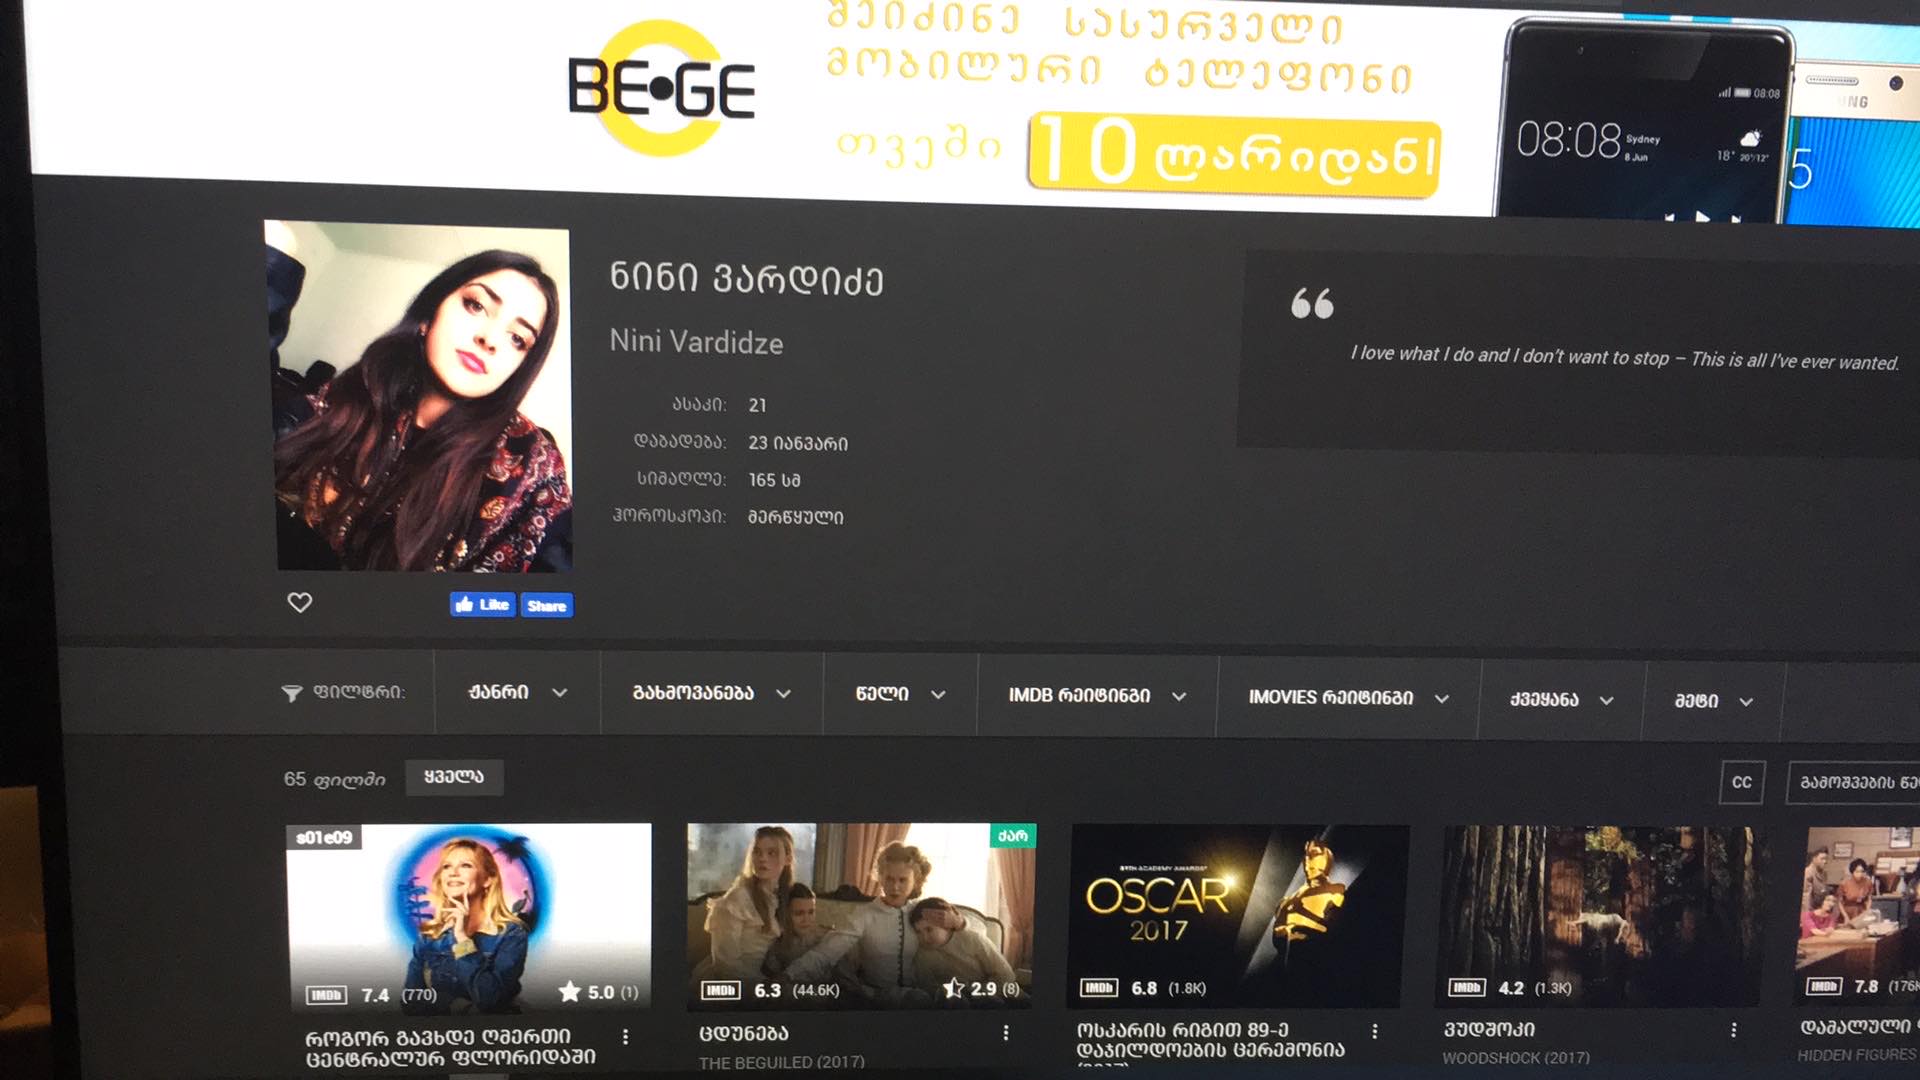 BE•GE
შეიძინე სასურველი
მობილური ტელეფონი
თვეში 10 ლარიდან!
08:08
08:08 Sydney
8 Jun
18° 20°/12°
5
ნინი ვარდიძე
Nini Vardidze
ასაკი: 21
დაბადება: 23 იანვარი
სიმაღლე: 165 სმ
ჰოროსკოპი: მერწყული
I love what I do and I don't want to stop – This is all I've ever wanted.
Like Share
ფილტრი: ჟანრი გახმოვანება წელი IMDB რეიტინგი IMOVIES რეიტინგი ქვეყანა მეტი
65 ფილმი ყველა CC გამოშვების
s01e09
IMDb 7.4 (770) 5.0 (1)
როგორ გავხდე ღმერთი
ცენტრალურ ფლორიდაში
ქარ
IMDb 6.3 (44.6K) 2.9 (8)
ცდუნება
THE BEGUILED (2017)
89TH ACADEMY AWARDS
OSCAR
2017
IMDb 6.8 (1.8K)
ოსკარის რიგით 89-ე
დაჯილდოების ცერემონია
IMDb 4.2 (1.3K)
ვუდშოკი
WOODSHOCK (2017)
IMDb 7.8 (176K
დამალული
HIDDEN FIGURES